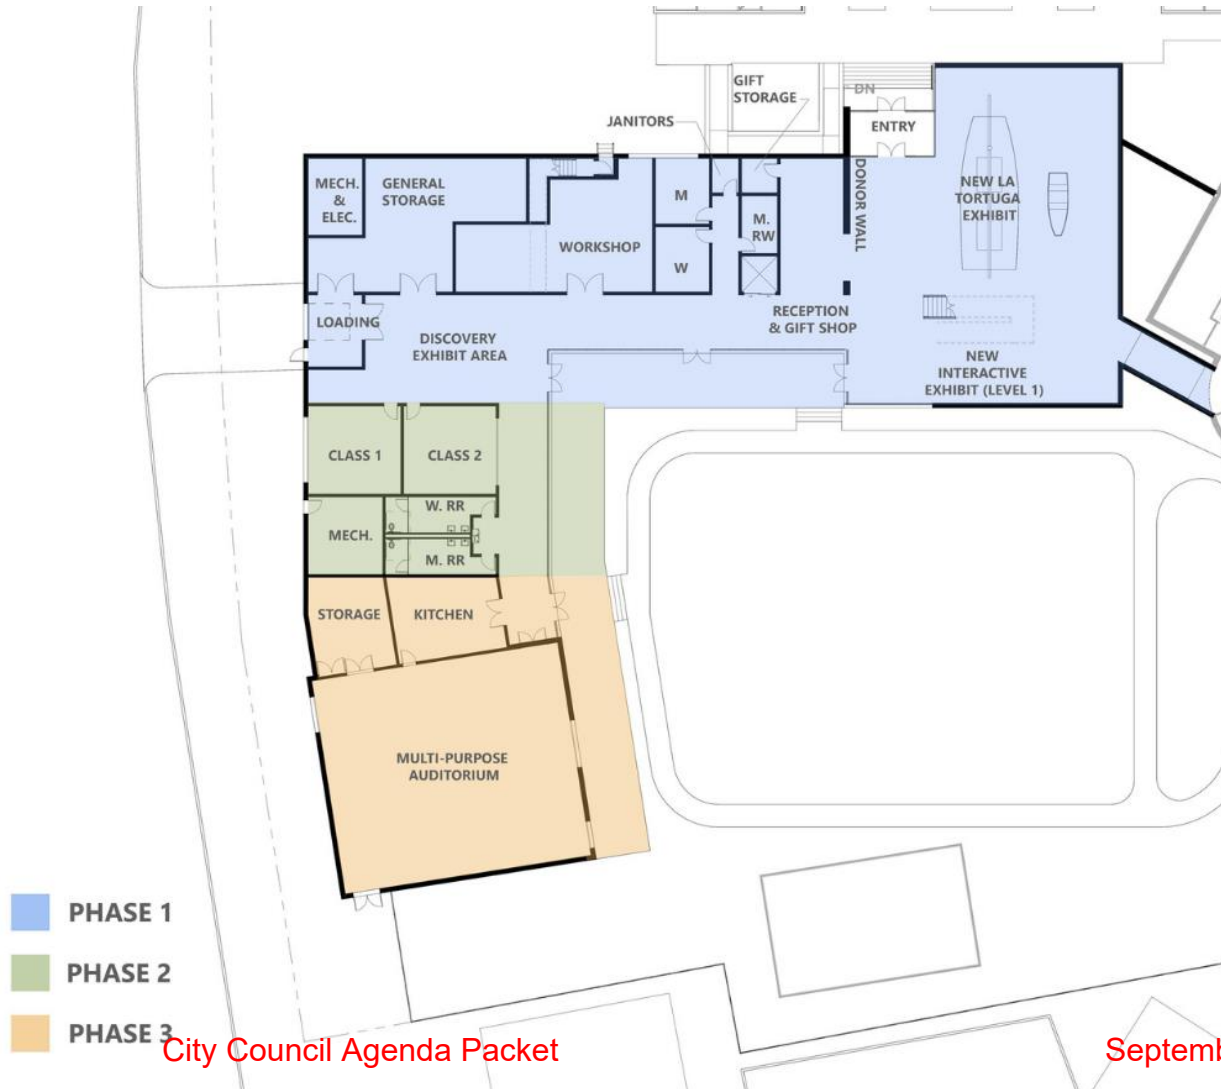 GIFT
STORAGE
DN
JANITORS
ENTRY
MECH.
&
ELEC.
GENERAL
STORAGE
M
M.
RW
DONOR WALL
NEW LA
TORTUGA
EXHIBIT
WORKSHOP
W
LOADING
DISCOVERY
EXHIBIT AREA
RECEPTION
& GIFT SHOP
NEW
INTERACTIVE
EXHIBIT (LEVEL 1)
CLASS 1
CLASS 2
W. RR
MECH.
M. RR
STORAGE
KITCHEN
MULTI-PURPOSE
AUDITORIUM
PHASE 1
PHASE 2
PHASE 3
City Council Agenda Packet
Septemb